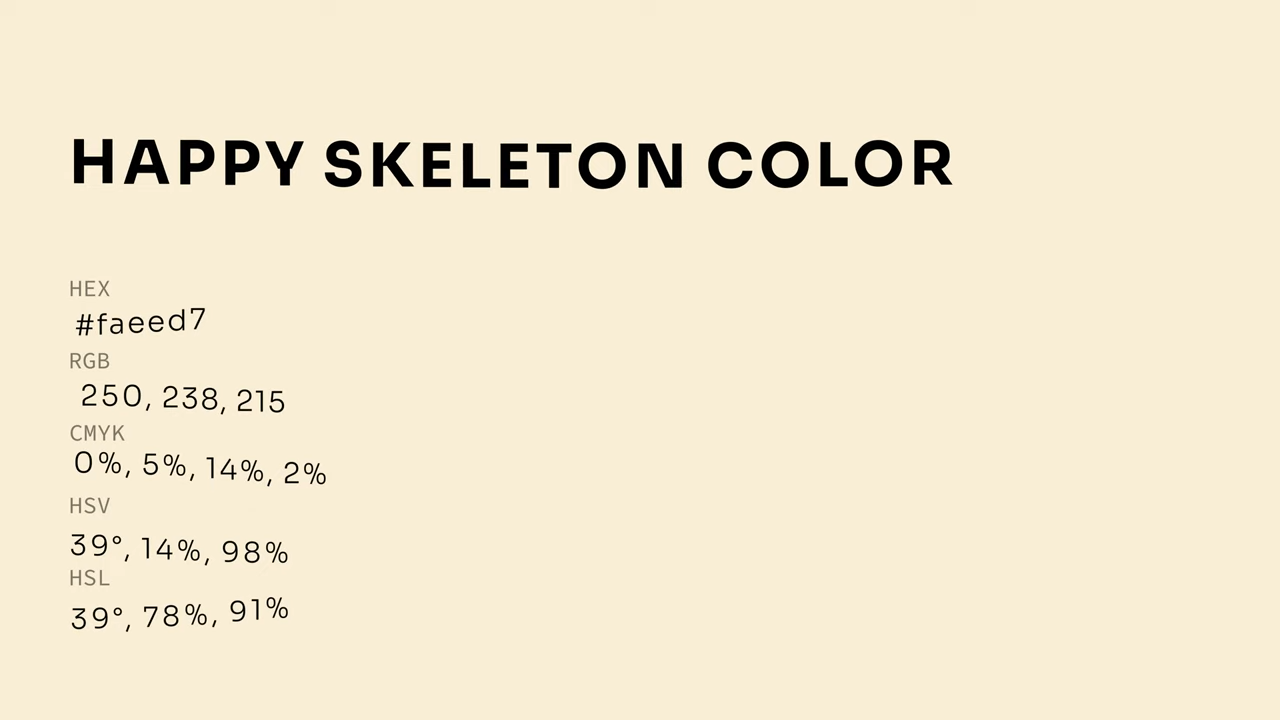 HAPPY SKELETON COLOR
HEX
#faeed7
RGB
250, 238, 215
CMYK
0%, 5%, 14%, 2%
HSV
39°, 14%, 98%
HSL
39°, 78%, 91%